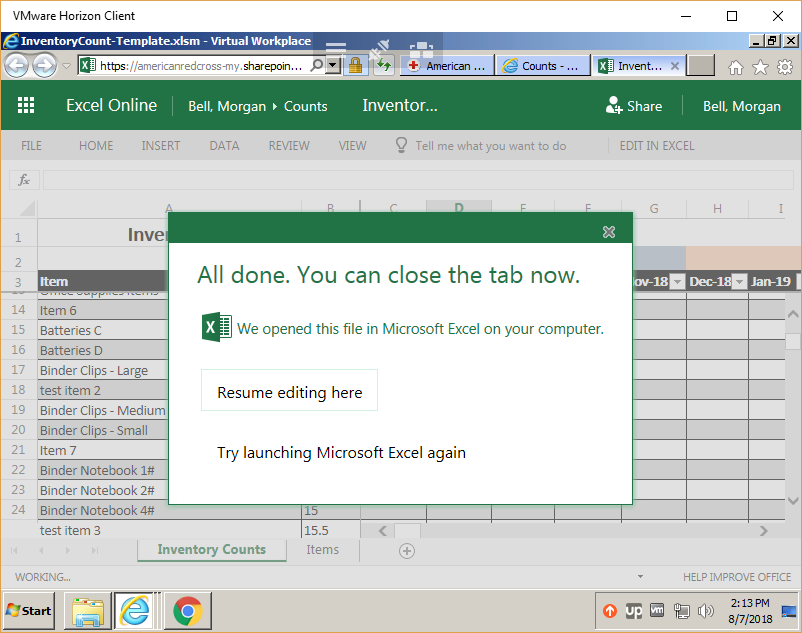 VMware Horizon Client
InventoryCount-Template.xlsm - Virtual Workplace
https://americanredcross-my.sharepoin...
American ...
Counts - ...
Invent...
Excel Online
Bell, Morgan
Counts
Inventor...
Share
Bell, Morgan
FILE HOME INSERT DATA REVIEW VIEW Tell me what you want to do EDIT IN EXCEL
fx
A B C D E F G H I
1 Inve
2
3 Item ov-18 Dec-18 Jan-19
13 Office Supplies Items
14 Item 6
15 Batteries C
16 Batteries D
17 Binder Clips - Large
18 test item 2
19 Binder Clips - Medium
20 Binder Clips - Small
21 Item 7
22 Binder Notebook 1#
23 Binder Notebook 2#
24 Binder Notebook 4# 15
test item 3 15.5
All done. You can close the tab now.
We opened this file in Microsoft Excel on your computer.
Resume editing here
Try launching Microsoft Excel again
Inventory Counts Items
WORKING... HELP IMPROVE OFFICE
Start
up
vm
2:13 PM
8/7/2018